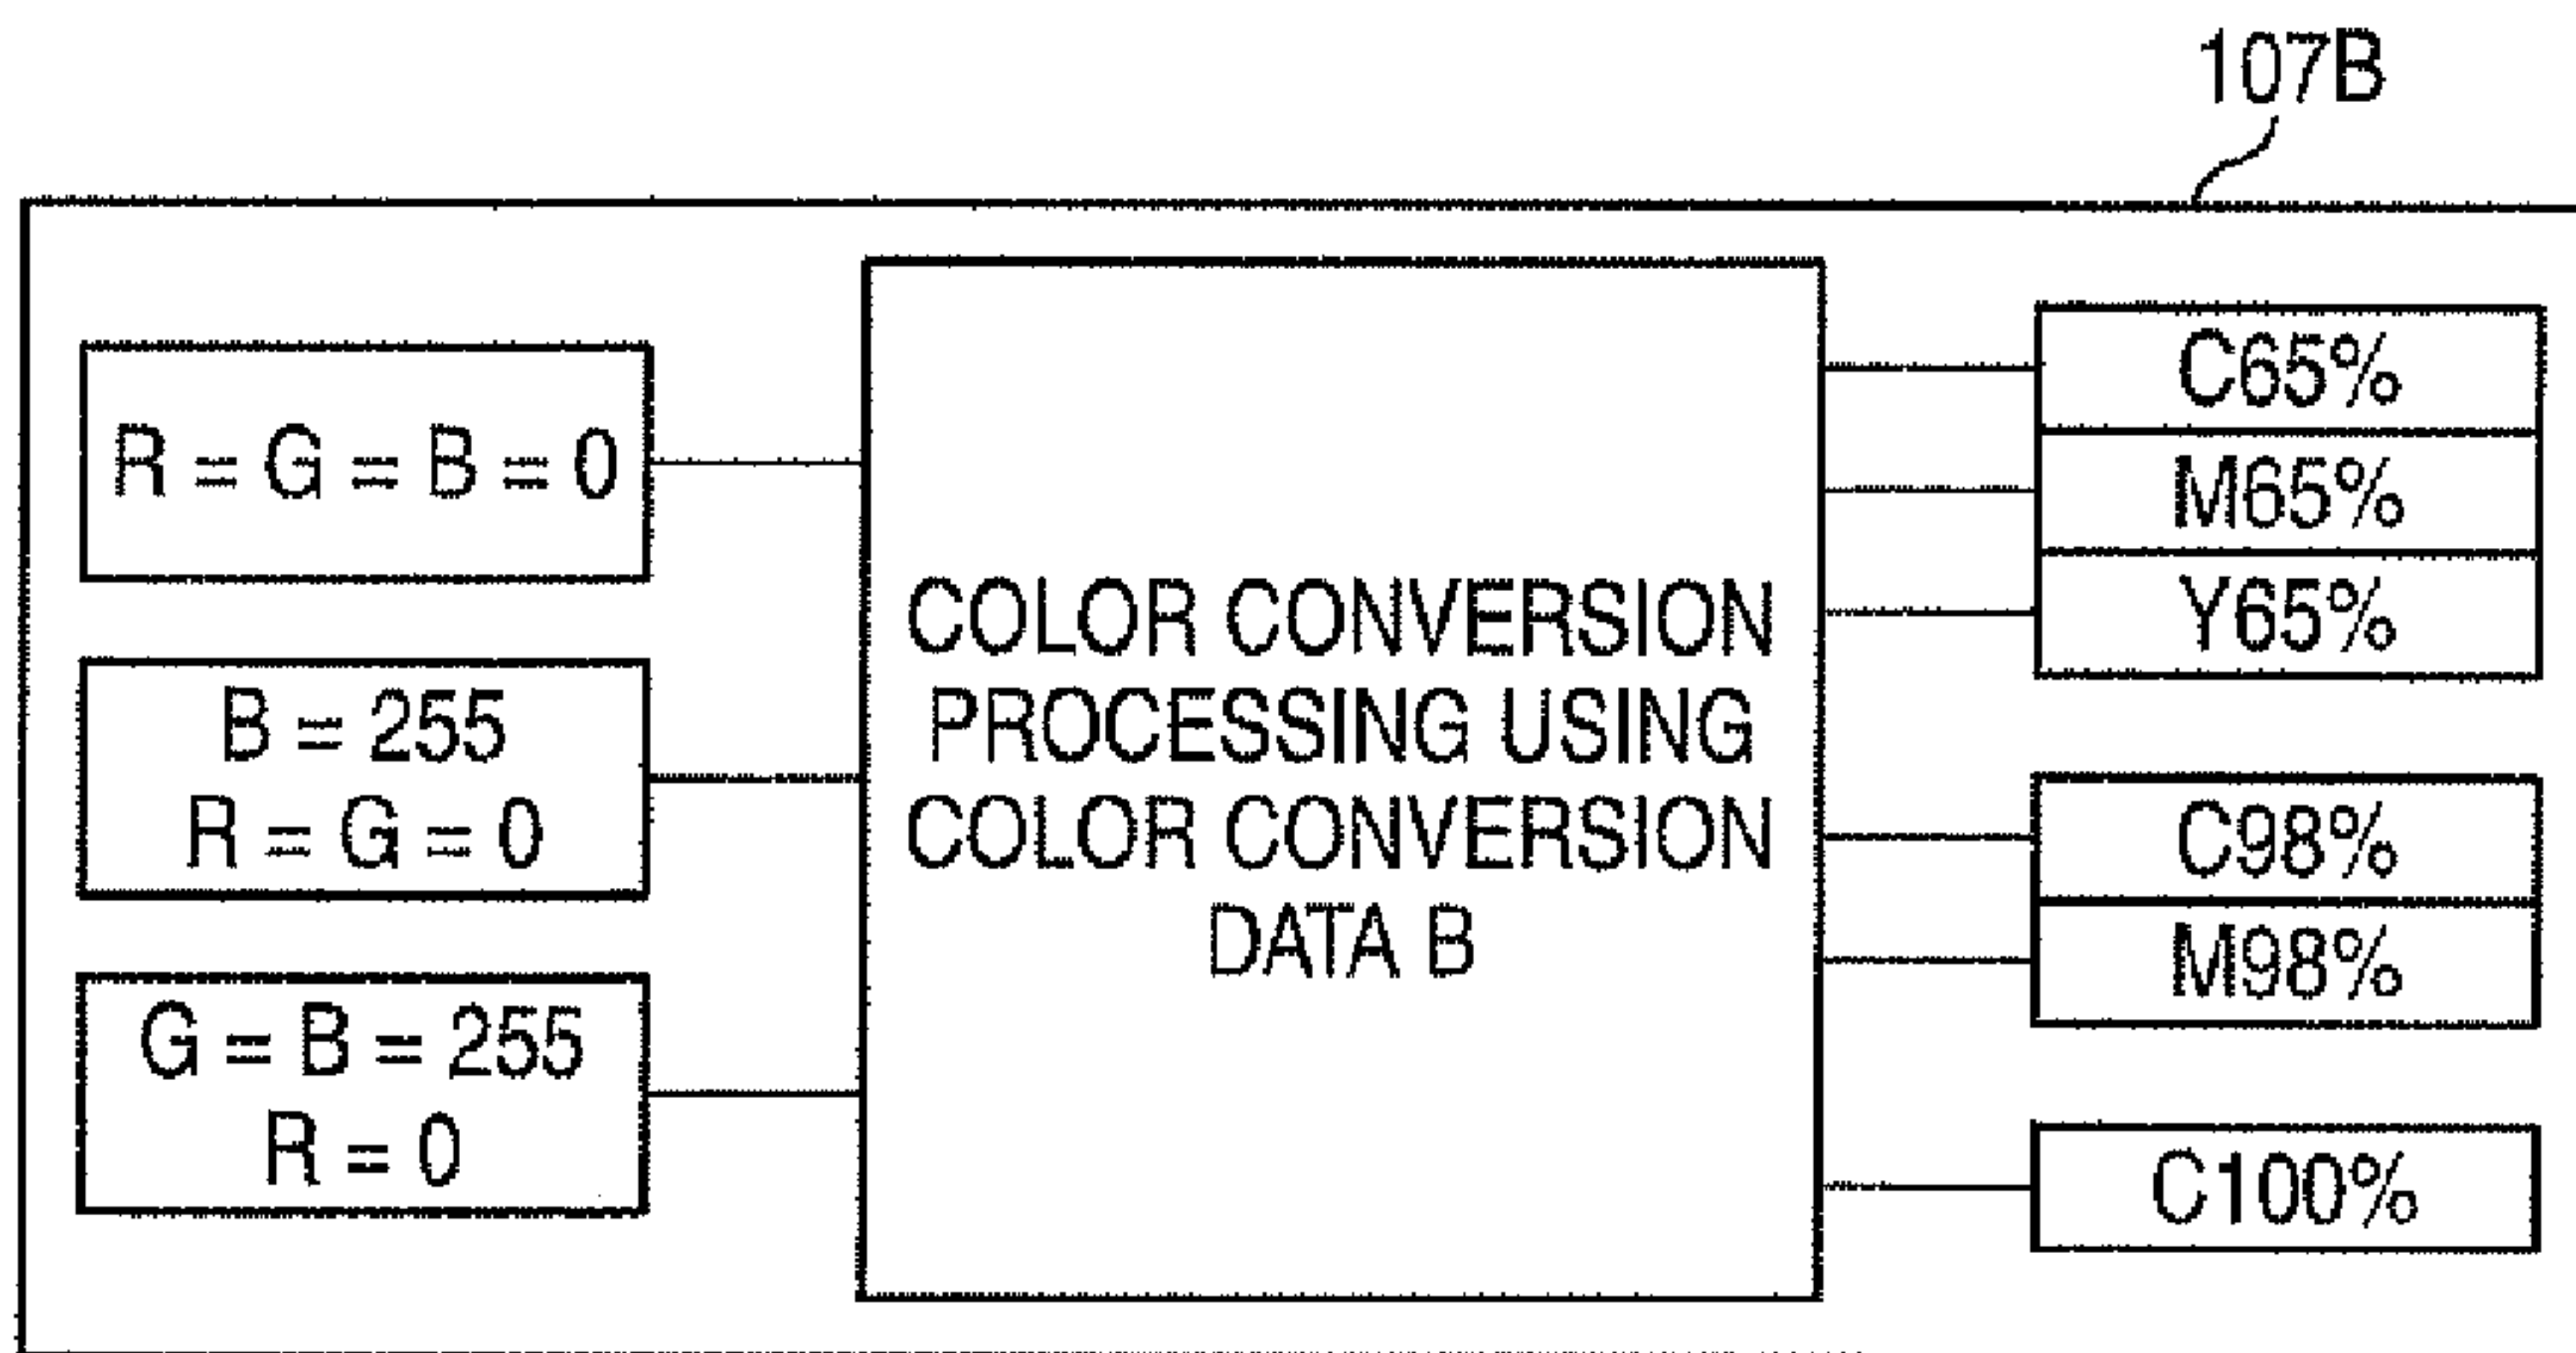 107B
R = G = B = 0
B = 255
R = G = 0
G = B = 255
R = 0
COLOR CONVERSION
PROCESSING USING
COLOR CONVERSION
DATA B
C65%
M65%
Y65%
C98%
M98%
C100%